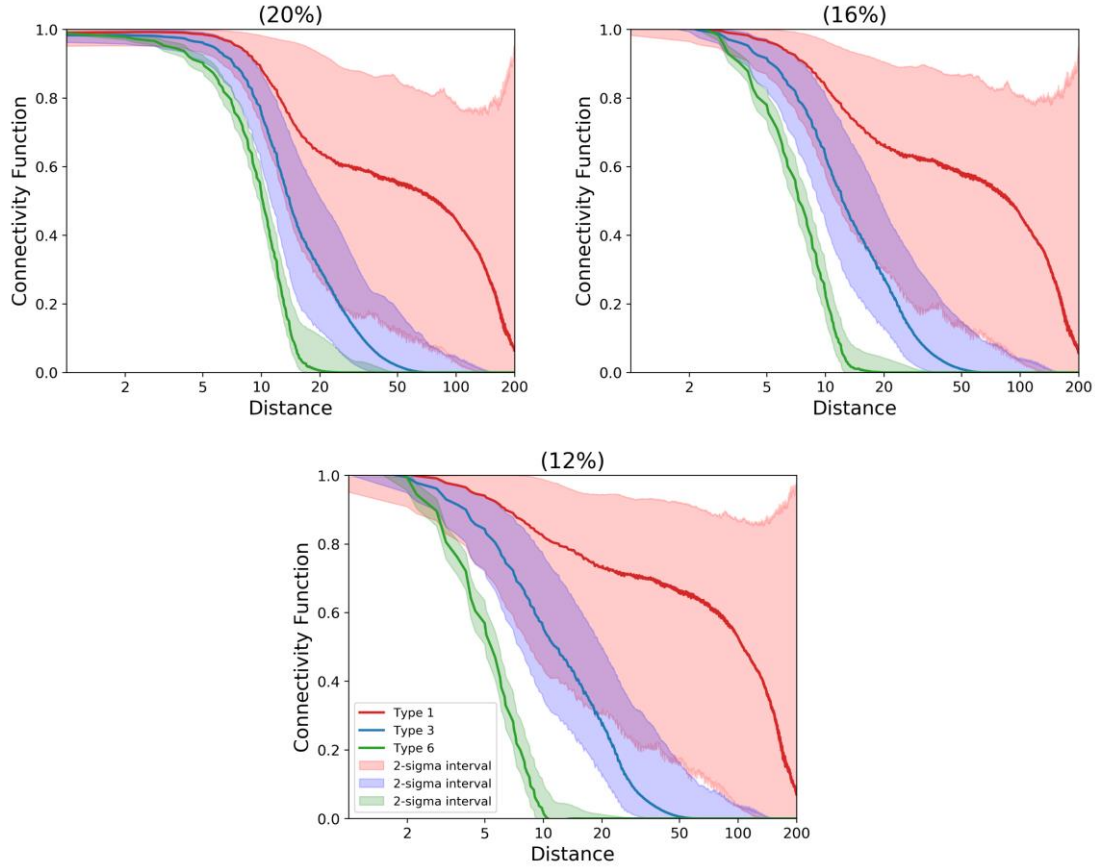 (20%)
1.0
0.8
0.6
0.4
0.2
0.0
Connectivity Function
2 5 10 20 50 100 200
Distance
(16%)
1.0
0.8
0.6
0.4
0.2
0.0
Connectivity Function
2 5 10 20 50 100 200
Distance
(12%)
1.0
0.8
0.6
0.4
0.2
0.0
Connectivity Function
Type 1
Type 3
Type 6
2-sigma interval
2-sigma interval
2-sigma interval
2 5 10 20 50 100 200
Distance